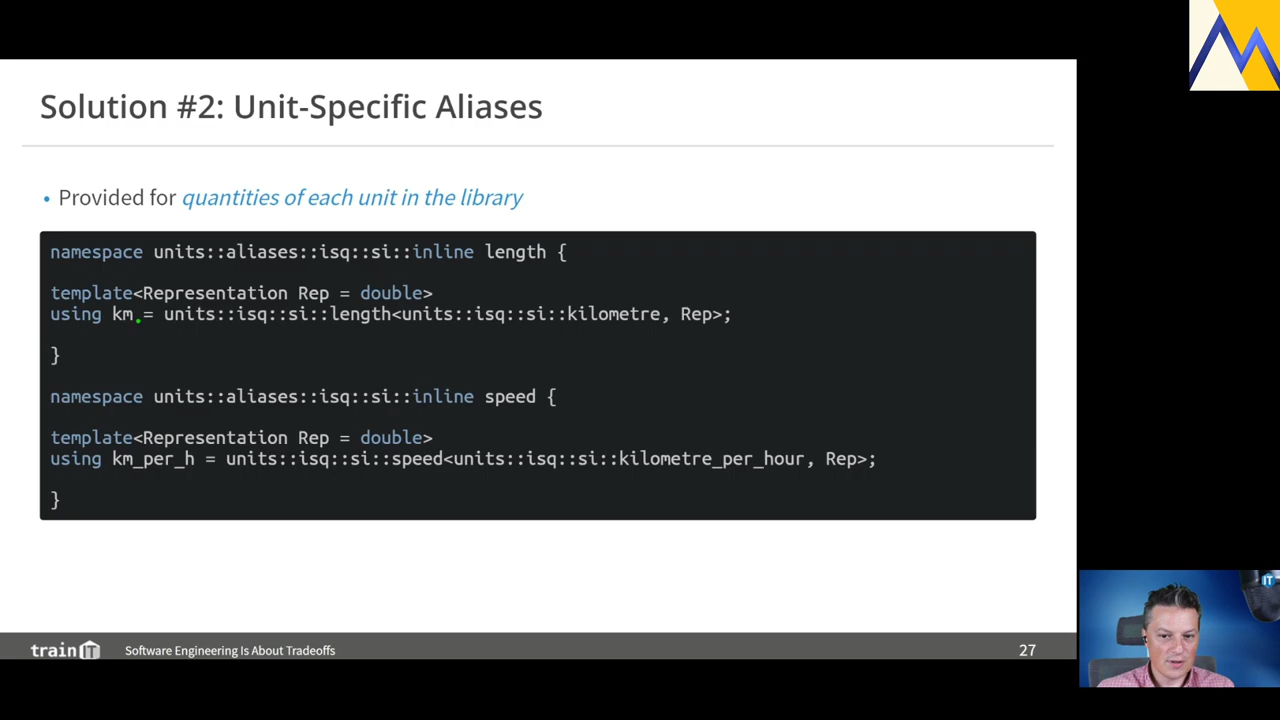 Solution #2: Unit-Specific Aliases
• Provided for quantities of each unit in the library
namespace units::aliases::isq::si::inline length {
template<Representation Rep = double>
using km = units::isq::si::length<units::isq::si::kilometre, Rep>;
}
namespace units::aliases::isq::si::inline speed {
template<Representation Rep = double>
using km_per_h = units::isq::si::speed<units::isq::si::kilometre_per_hour, Rep>;
}
train IT
Software Engineering Is About Tradeoffs
27
IT